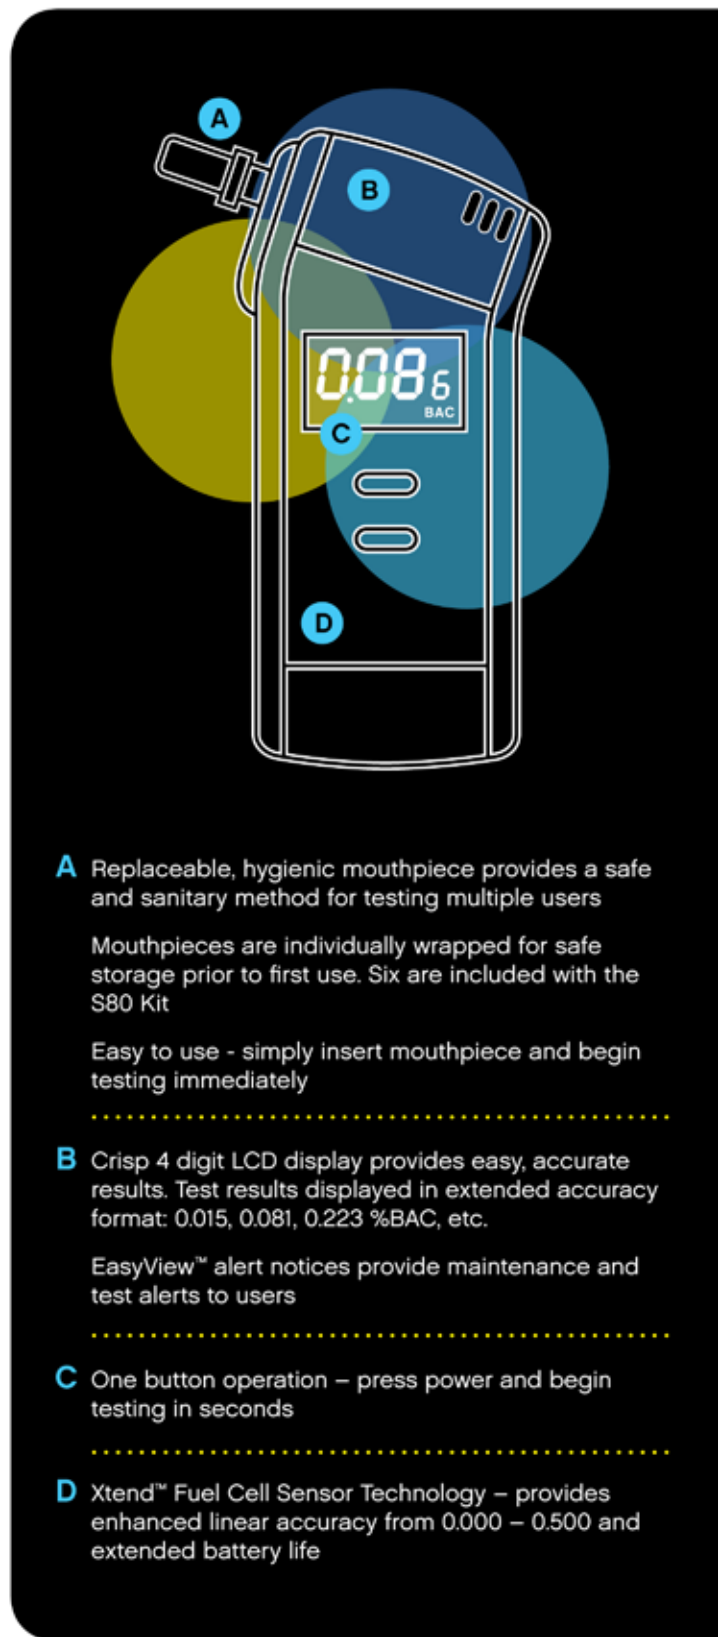 A
B
0.086
BAC
C
D
A Replaceable, hygienic mouthpiece provides a safe
and sanitary method for testing multiple users
Mouthpieces are individually wrapped for safe
storage prior to first use. Six are included with the
S80 Kit
Easy to use - simply insert mouthpiece and begin
testing immediately
B Crisp 4 digit LCD display provides easy, accurate
results. Test results displayed in extended accuracy
format: 0.015, 0.081, 0.223 %BAC, etc.
EasyView™ alert notices provide maintenance and
test alerts to users
C One button operation – press power and begin
testing in seconds
D Xtend™ Fuel Cell Sensor Technology – provides
enhanced linear accuracy from 0.000 – 0.500 and
extended battery life